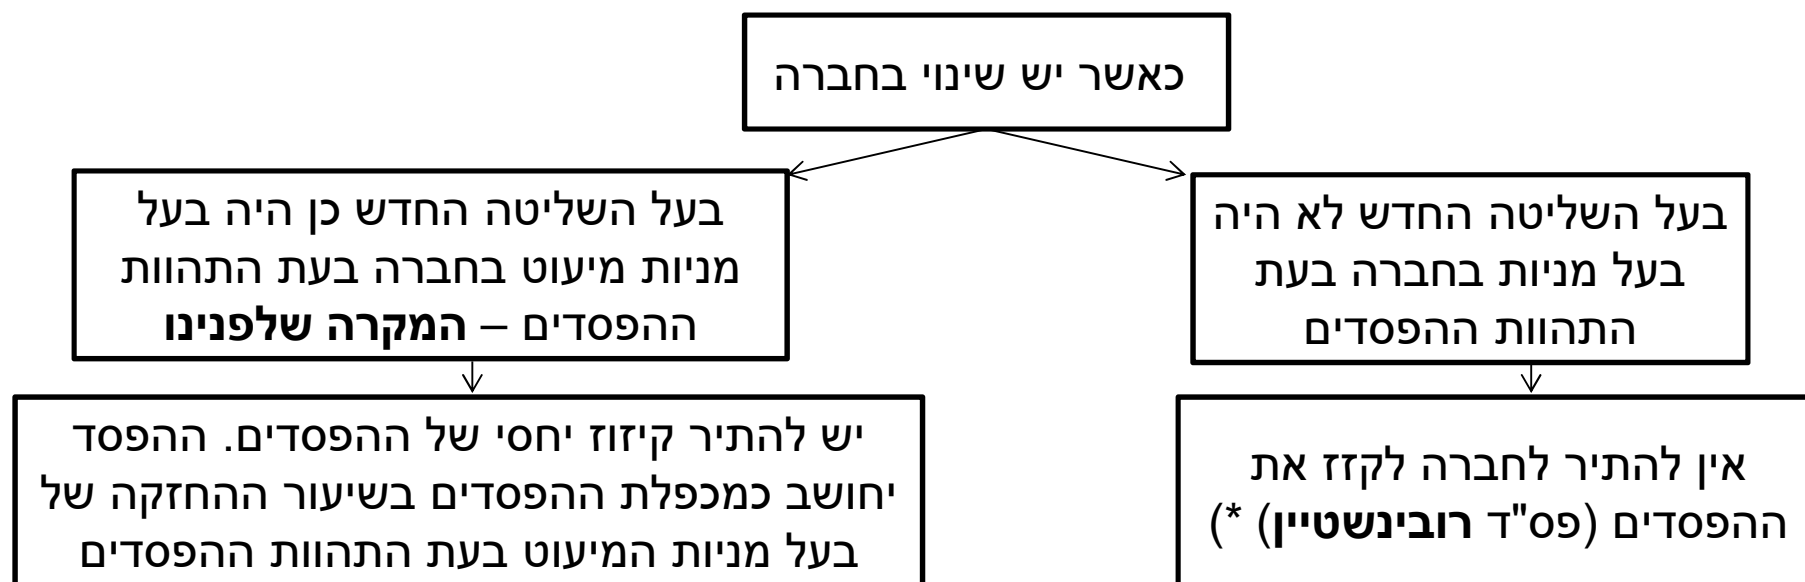 כאשר יש שינוי בחברה
בעל השליטה החדש לא היה
בעל מניות בחברה בעת
התהוות ההפסדים
אין להתיר לחברה לקזז את
ההפסדים (פס"ד רובינשטיין) *)
בעל השליטה החדש כן היה בעל
מניות מיעוט בחברה בעת התהוות
ההפסדים – המקרה שלפנינו
יש להתיר קיזוז יחסי של ההפסדים. ההפסד
יחושב כמכפלת ההפסדים בשיעור ההחזקה של
בעל מניות המיעוט בעת התהוות ההפסדים